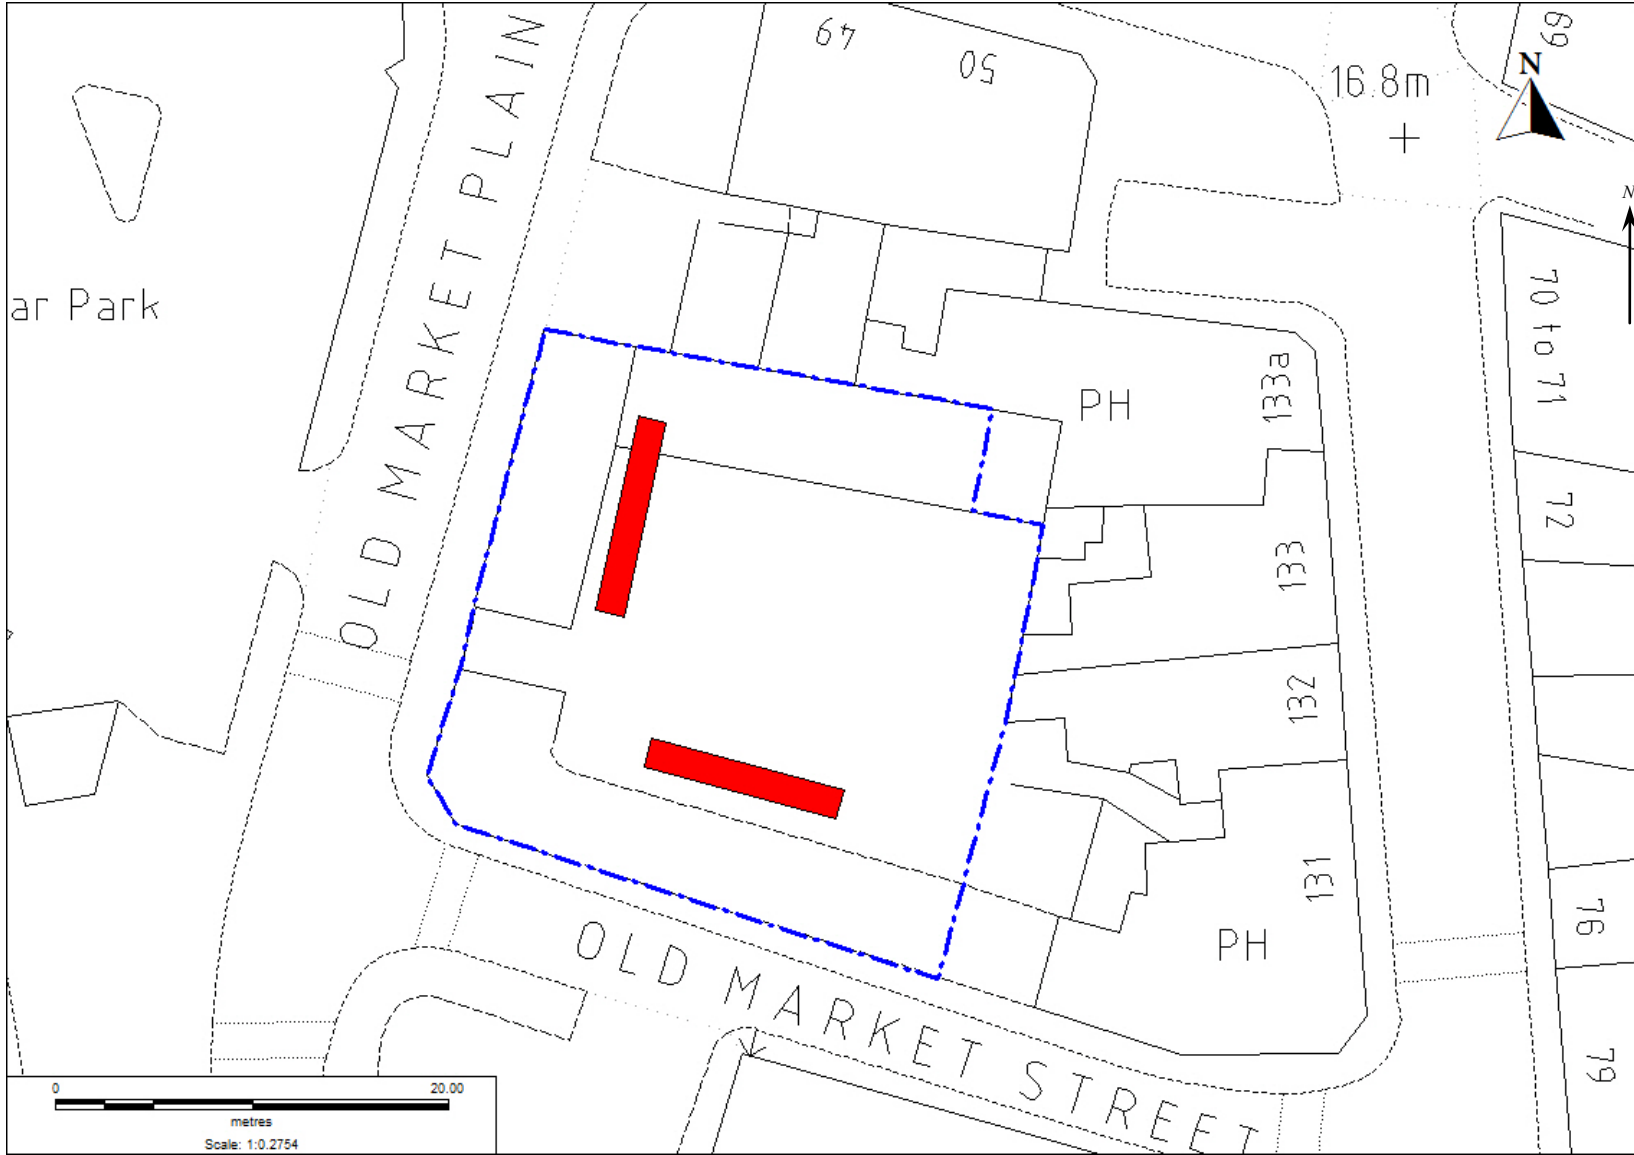 49
50
69
16.8m
N
N
OLD MARKET PLAIN
ar Park
70 to 71
133a
PH
72
133
132
131
76
PH
OLD MARKET STREET
79
0 20.00
metres
Scale: 1:0.2754